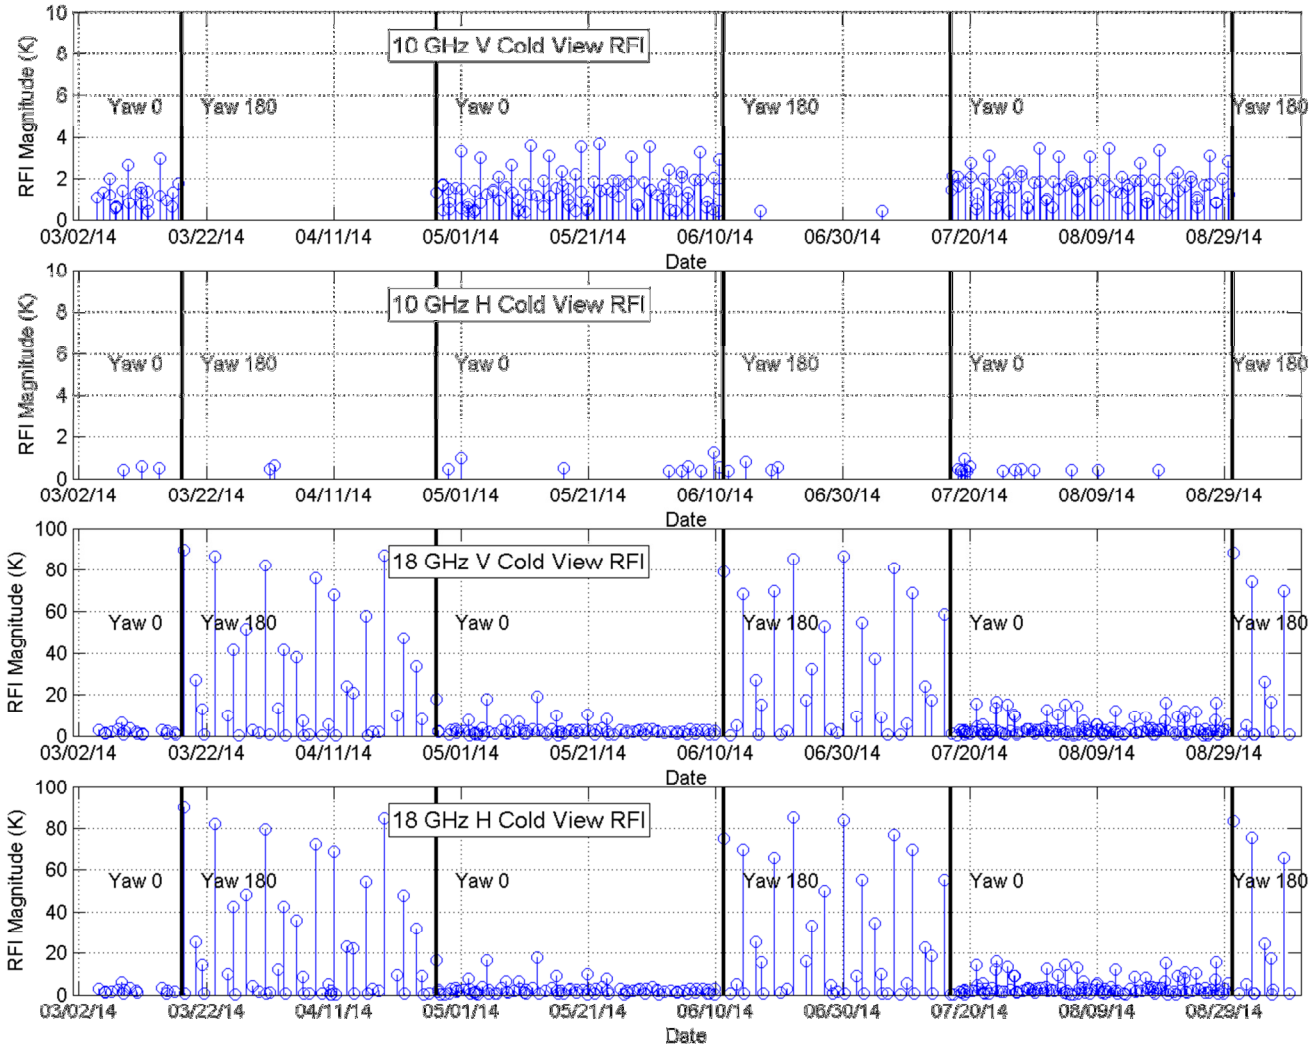 10 GHz V Cold View RFI
RFI Magnitude (K)
10
8
6
4
2
0
Yaw 0
Yaw 180
Yaw 0
Yaw 180
Yaw 0
Yaw 180
03/02/14 03/22/14 04/11/14 05/01/14 05/21/14 06/10/14 06/30/14 07/20/14 08/09/14 08/29/14
Date
10 GHz H Cold View RFI
RFI Magnitude (K)
10
8
6
4
2
0
Yaw 0
Yaw 180
Yaw 0
Yaw 180
Yaw 0
Yaw 180
03/02/14 03/22/14 04/11/14 05/01/14 05/21/14 06/10/14 06/30/14 07/20/14 08/09/14 08/29/14
Date
18 GHz V Cold View RFI
RFI Magnitude (K)
100
80
60
40
20
0
Yaw 0
Yaw 180
Yaw 0
Yaw 180
Yaw 0
Yaw 180
03/02/14 03/22/14 04/11/14 05/01/14 05/21/14 06/10/14 06/30/14 07/20/14 08/09/14 08/29/14
Date
18 GHz H Cold View RFI
RFI Magnitude (K)
100
80
60
40
20
0
Yaw 0
Yaw 180
Yaw 0
Yaw 180
Yaw 0
Yaw 180
03/02/14 03/22/14 04/11/14 05/01/14 05/21/14 06/10/14 06/30/14 07/20/14 08/09/14 08/29/14
Date